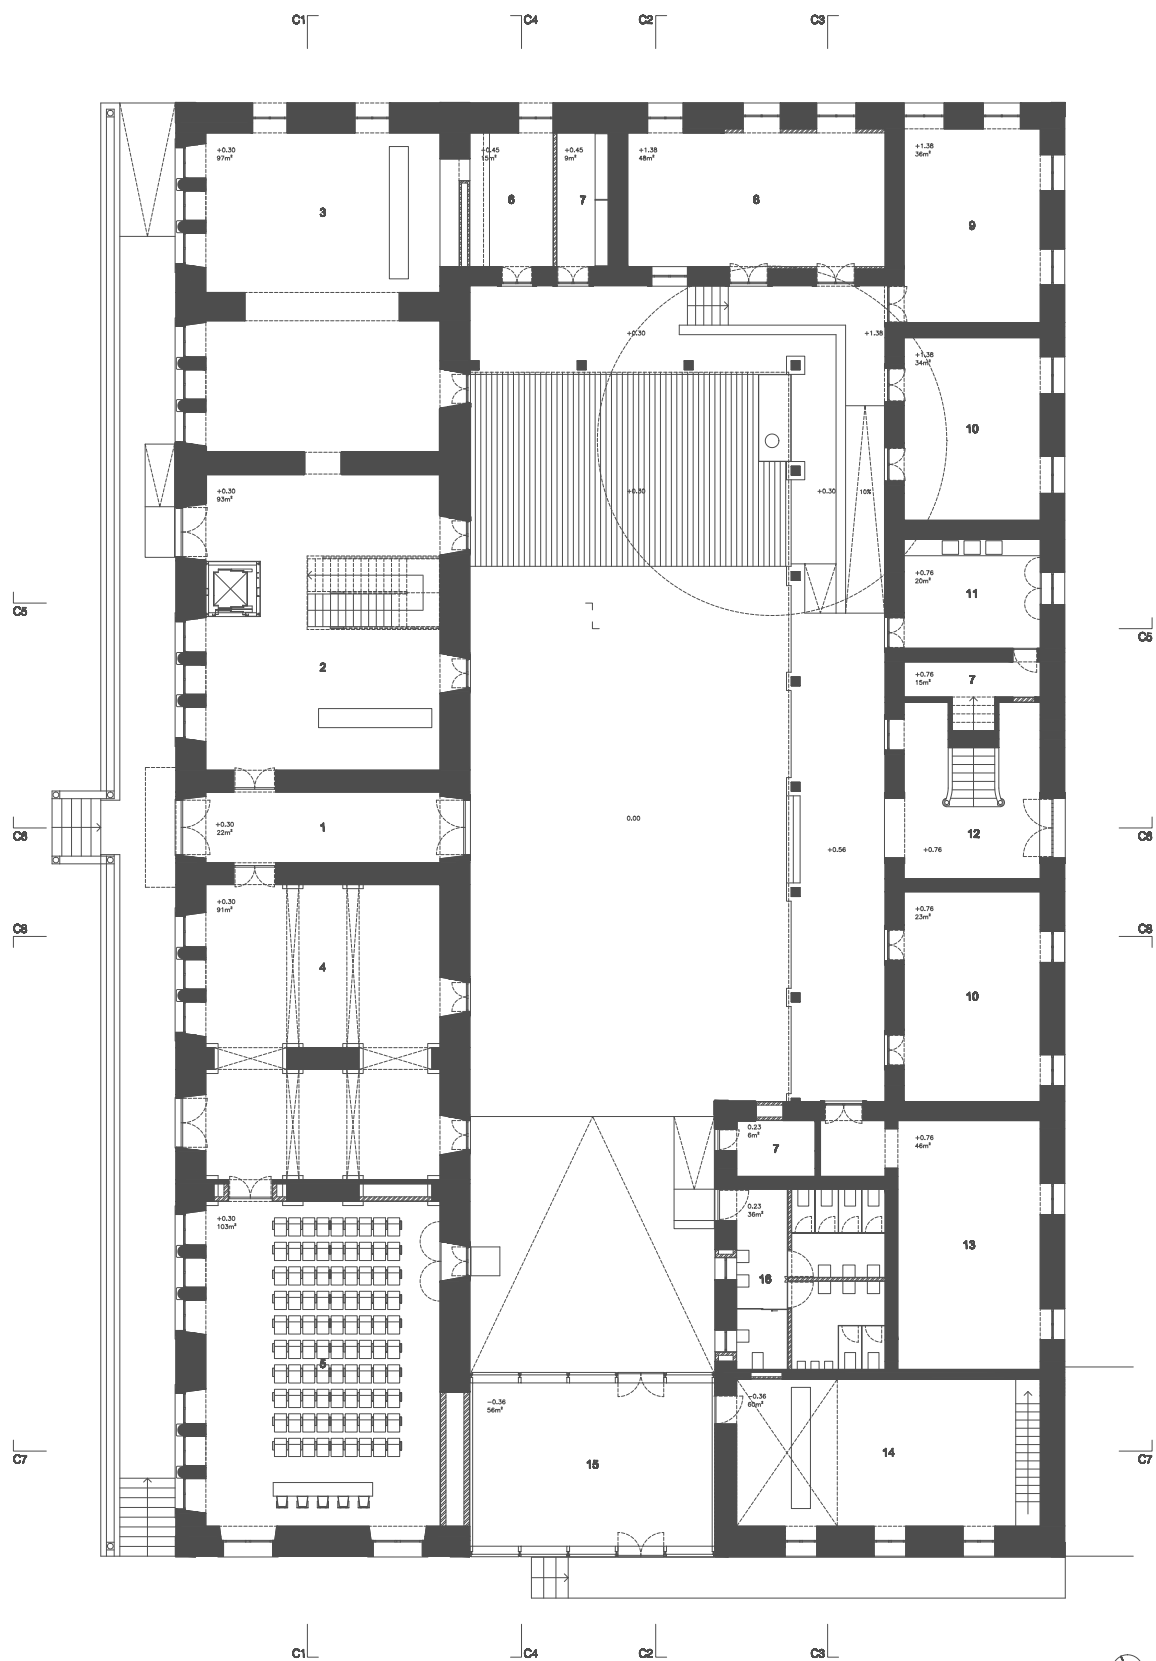 C1
C4
C2
C3
+0.30
97m²
3
+0.45
15m²
6
+0.45
9m²
7
+1.38
48m²
8
+1.38
36m²
9
+0.30
+1.38
+1.38
34m²
10
+0.30
93m²
+0.30
+0.30
10%
+0.76
20m²
11
C5
C5
2
+0.76
15m²
7
+0.30
22m²
1
0.00
C6
C6
12
+0.56
+0.76
+0.30
91m²
+0.76
23m²
C8
C8
4
10
0.23
6m²
7
+0.76
46m²
+0.30
103m²
0.23
36m²
13
16
5
-0.36
56m²
-0.36
60m²
C7
C7
14
15
C1
C4
C2
C3